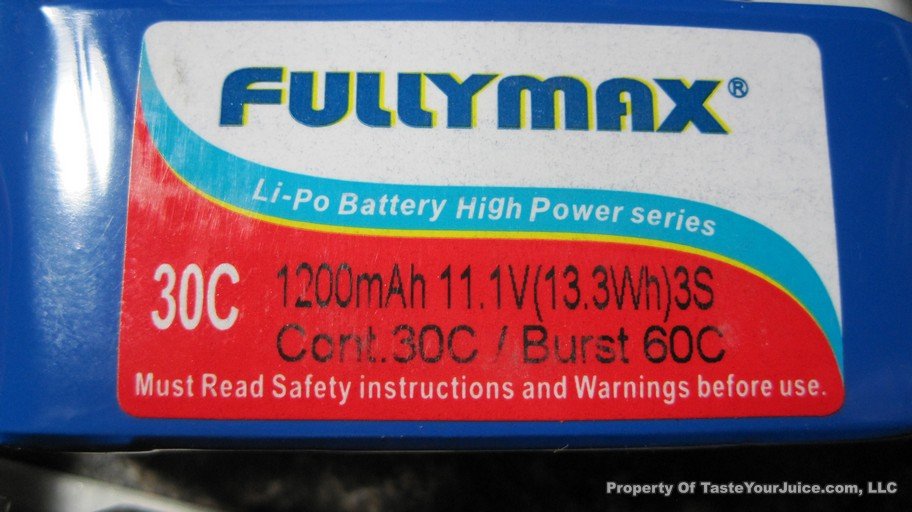 FULLYMAX®
Li-Po Battery High Power series
30C 1200mAh 11.1V(13.3Wh)3S
Cont.30C / Burst 60C
Must Read Safety instructions and Warnings before use.
Property Of TasteYourJuice.com, LLC